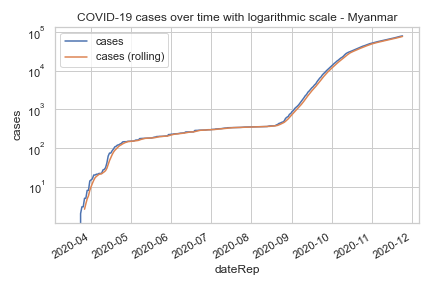 COVID-19 cases over time with logarithmic scale - Myanmar
cases
cases (rolling)
10⁵
10⁴
10³
10²
10¹
cases
2020-04
2020-05
2020-06
2020-07
2020-08
2020-09
2020-10
2020-11
2020-12
dateRep